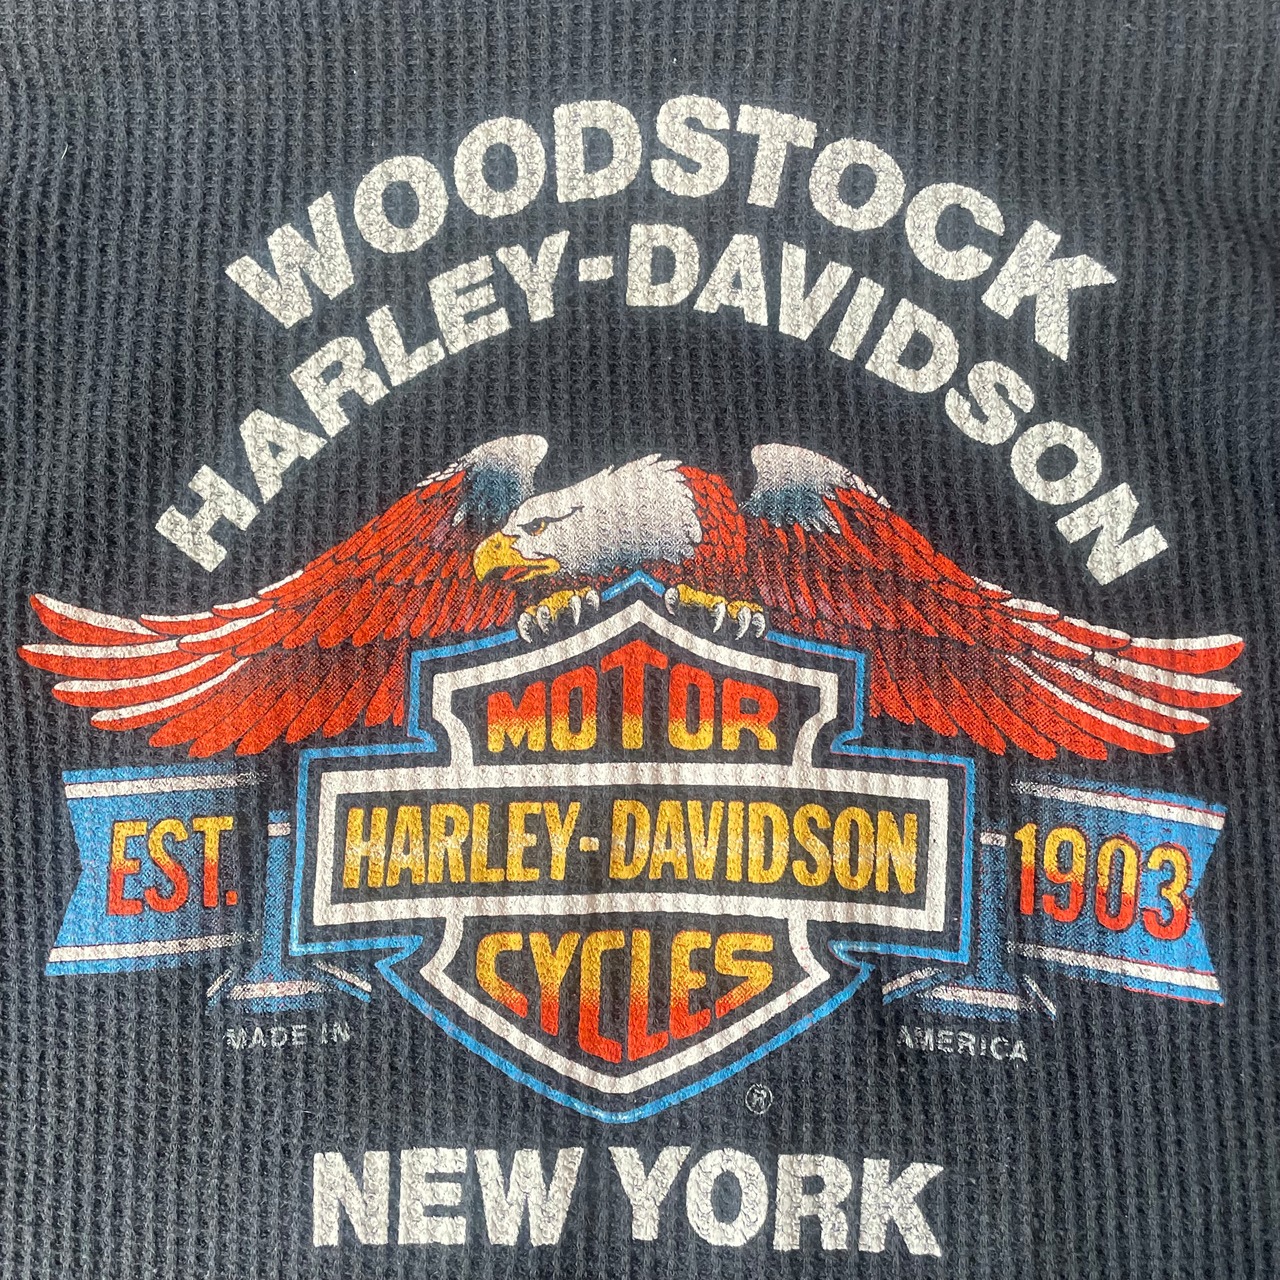 WOODSTOCK
HARLEY-DAVIDSON
MOTOR
HARLEY-DAVIDSON
CYCLES
EST.
1903
MADE IN
AMERICA
®
NEW YORK